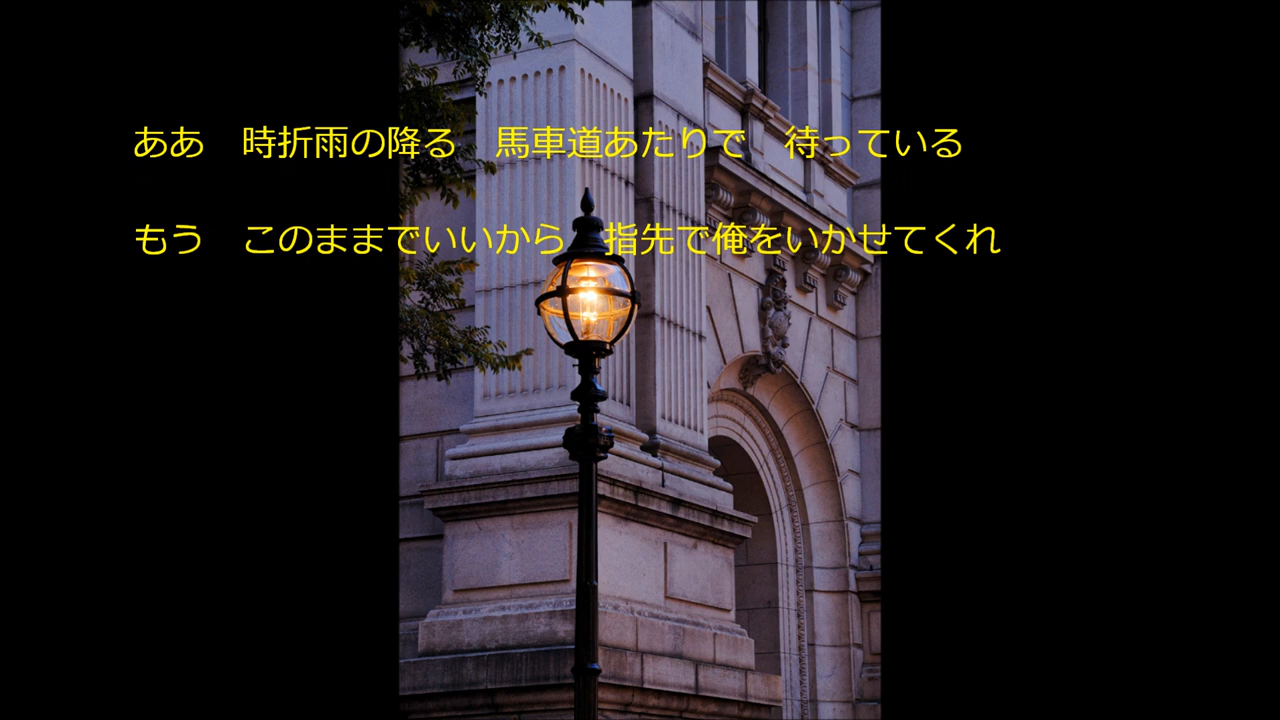 ああ　時折雨の降る　馬車道あたりで　待っている
もう　このままでいいから　指先で俺をいかせてくれ